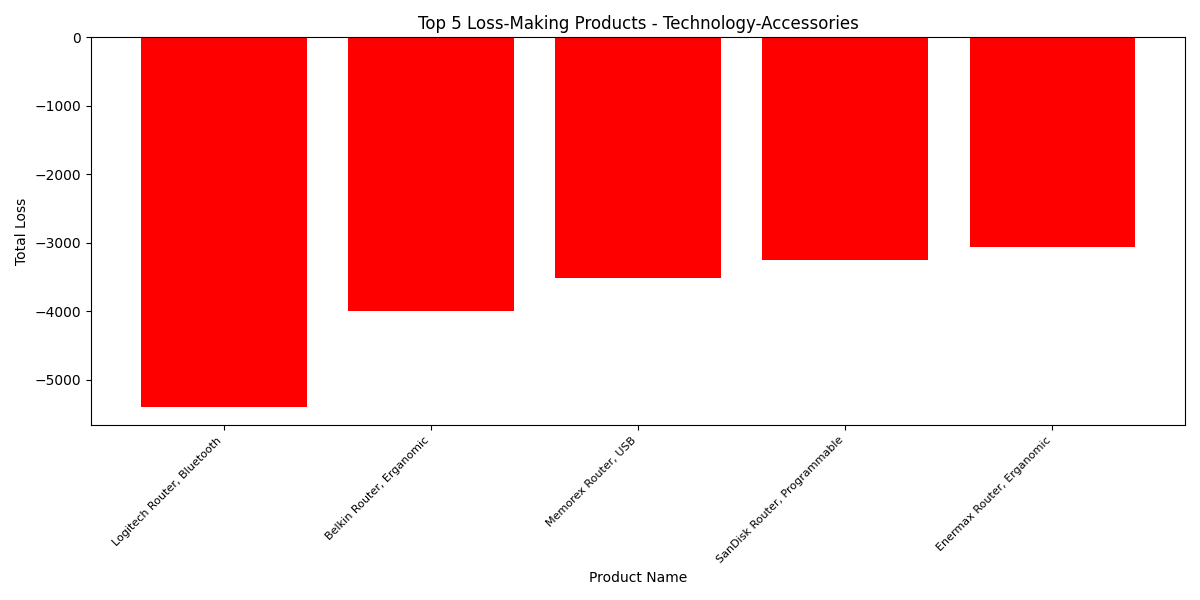 Top 5 Loss-Making Products - Technology-Accessories
Total Loss
0
−1000
−2000
−3000
−4000
−5000
Logitech Router, Bluetooth
Belkin Router, Erganomic
Memorex Router, USB
SanDisk Router, Programmable
Enermax Router, Erganomic
Product Name